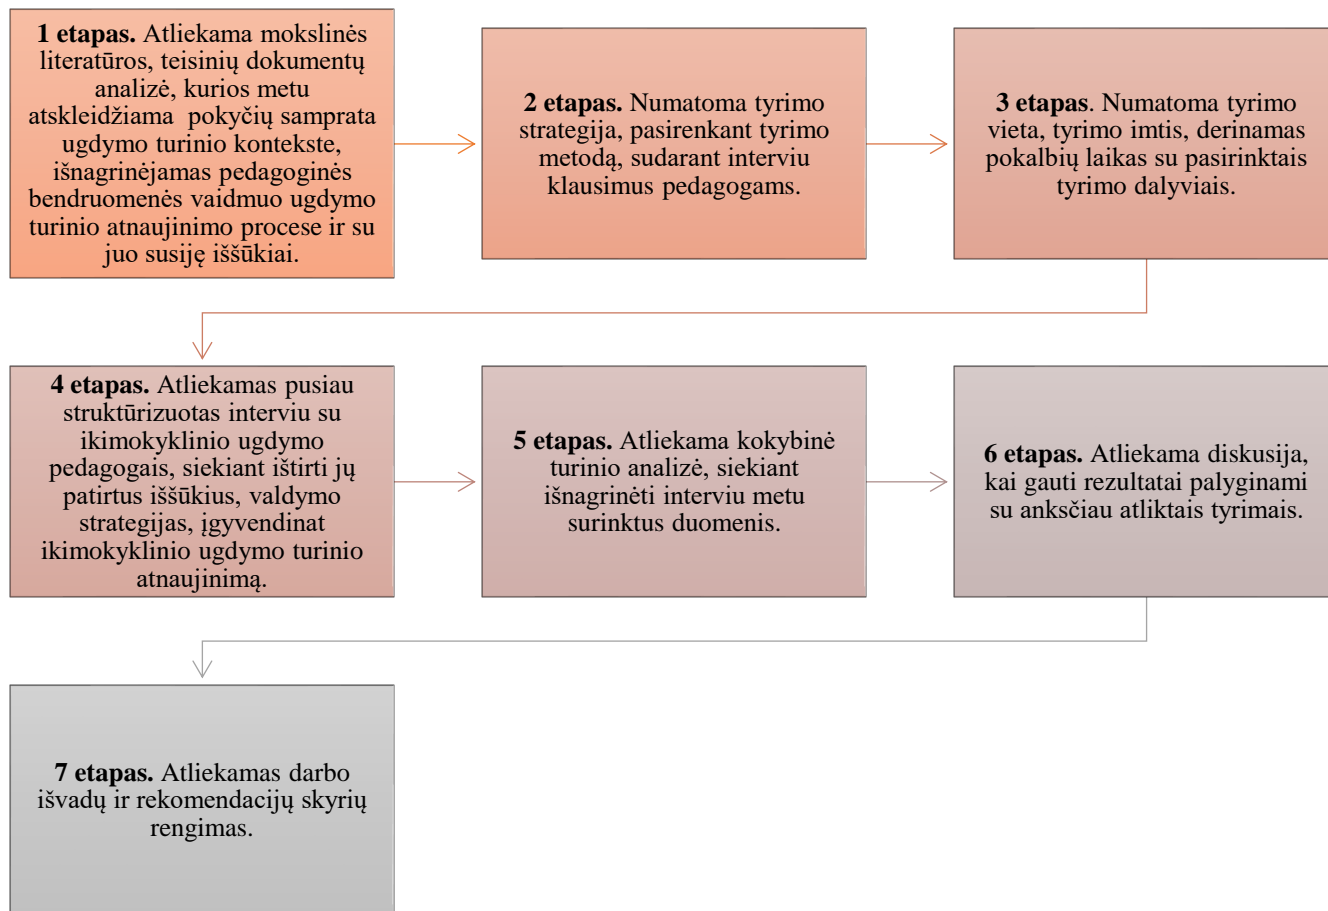 1 etapas. Atliekama mokslinės
literatūros, teisinių dokumentų
analizė, kurios metu
atskleidžiama pokyčių samprata
ugdymo turinio kontekste,
išnagrinėjamas pedagoginės
bendruomenės vaidmuo ugdymo
turinio atnaujinimo procese ir su
juo susiję iššūkiai.
2 etapas. Numatoma tyrimo
strategija, pasirenkant tyrimo
metodą, sudarant interviu
klausimus pedagogams.
3 etapas. Numatoma tyrimo
vieta, tyrimo imtis, derinamas
pokalbių laikas su pasirinktais
tyrimo dalyviais.
4 etapas. Atliekamas pusiau
struktūrizuotas interviu su
ikimokyklinio ugdymo
pedagogais, siekiant ištirti jų
patirtus iššūkius, valdymo
strategijas, įgyvendinat
ikimokyklinio ugdymo turinio
atnaujinimą.
5 etapas. Atliekama kokybinė
turinio analizė, siekiant
išnagrinėti interviu metu
surinktus duomenis.
6 etapas. Atliekama diskusija,
kai gauti rezultatai palyginami
su anksčiau atliktais tyrimais.
7 etapas. Atliekamas darbo
išvadų ir rekomendacijų skyrių
rengimas.